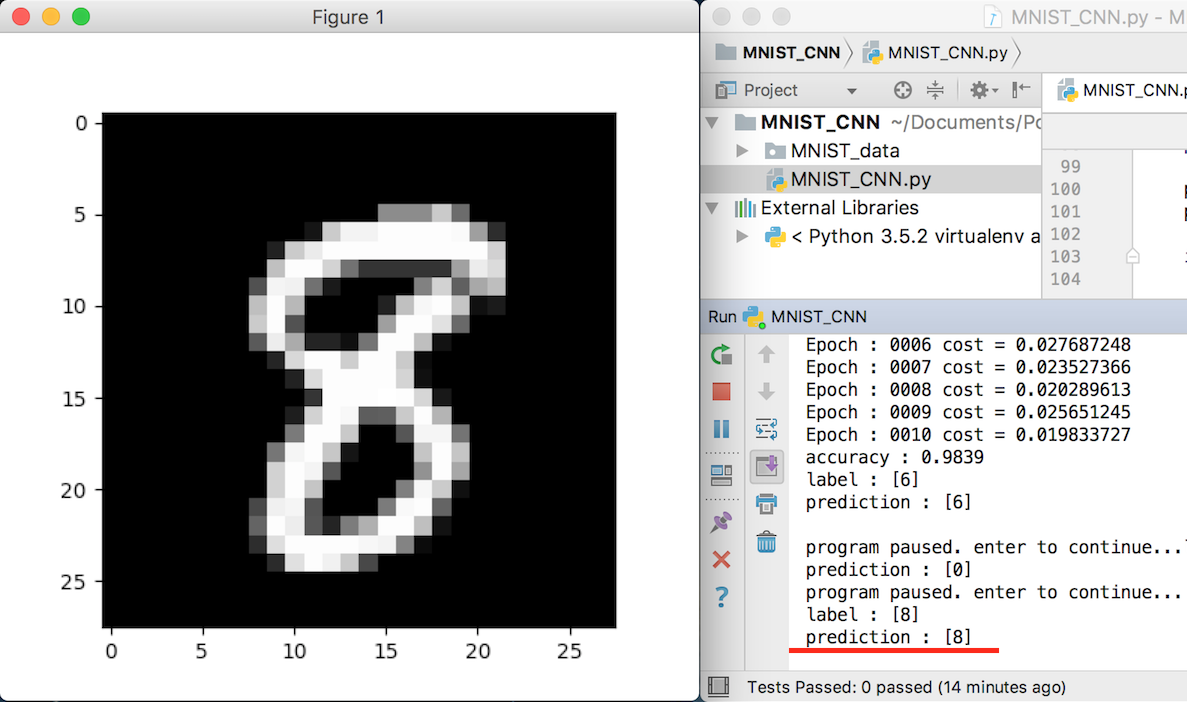 Figure 1
0
5
10
15
20
25
0 5 10 15 20 25
MNIST_CNN.py - M
MNIST_CNN MNIST_CNN.py
Project
MNIST_CNN.p
MNIST_CNN ~/Documents/Po
MNIST_data
MNIST_CNN.py
External Libraries
< Python 3.5.2 virtualenv a
99
100
101
102
103
104
Run MNIST_CNN
Epoch : 0006 cost = 0.027687248
Epoch : 0007 cost = 0.023527366
Epoch : 0008 cost = 0.020289613
Epoch : 0009 cost = 0.025651245
Epoch : 0010 cost = 0.019833727
accuracy : 0.9839
label : [6]
prediction : [6]
program paused. enter to continue...
prediction : [0]
program paused. enter to continue...
label : [8]
prediction : [8]
Tests Passed: 0 passed (14 minutes ago)